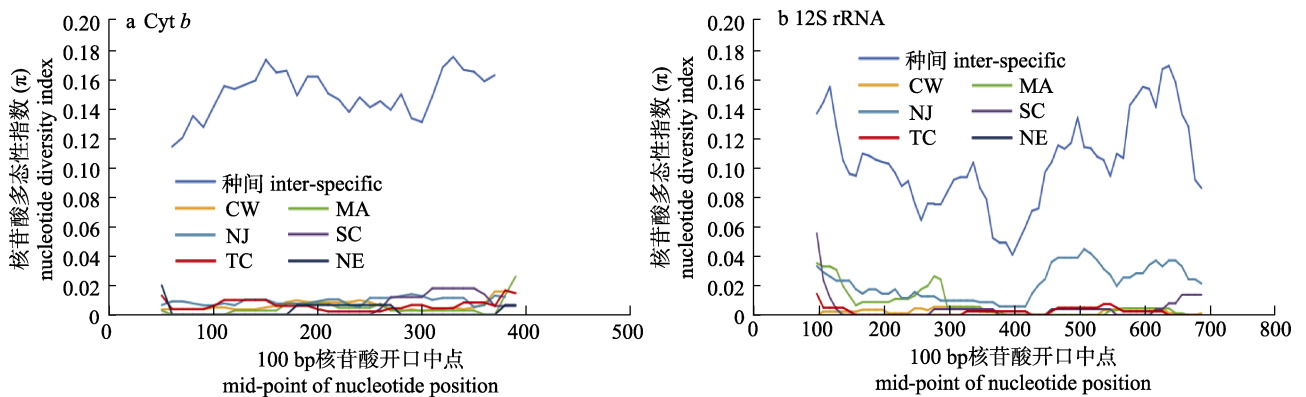 a Cyt b
核苷酸多态性指数 (π)
nucleotide diversity index
0.20
0.18
0.16
0.14
0.12
0.10
0.08
0.06
0.04
0.02
0
种间 inter-specific
CW MA
NJ SC
TC NE
0 100 200 300 400 500
100 bp核苷酸开口中点
mid-point of nucleotide position
b 12S rRNA
核苷酸多态性指数 (π)
nucleotide diversity index
0.20
0.18
0.16
0.14
0.12
0.10
0.08
0.06
0.04
0.02
0
种间 inter-specific
CW MA
NJ SC
TC NE
0 100 200 300 400 500 600 700 800
100 bp核苷酸开口中点
mid-point of nucleotide position